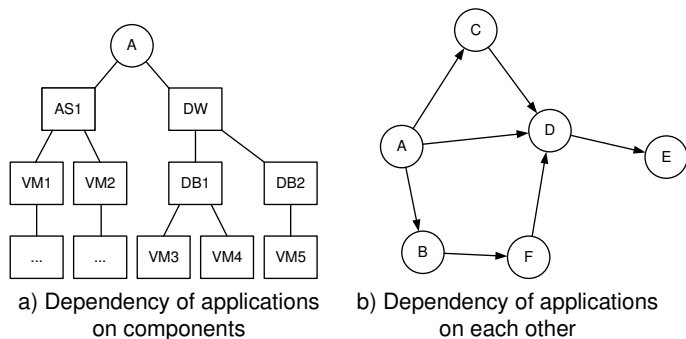 A
AS1
DW
VM1
VM2
DB1
DB2
...
...
VM3
VM4
VM5
a) Dependency of applications
on components
C
D
A
E
B
F
b) Dependency of applications
on each other